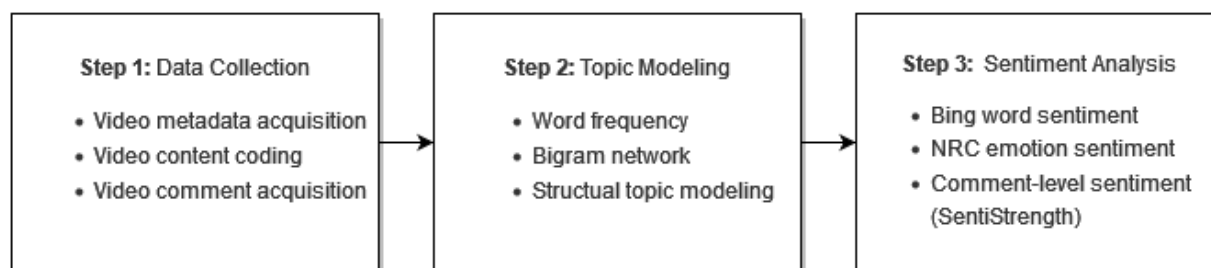 Step 1: Data Collection
• Video metadata acquisition
• Video content coding
• Video comment acquisition
Step 2: Topic Modeling
• Word frequency
• Bigram network
• Structual topic modeling
Step 3: Sentiment Analysis
• Bing word sentiment
• NRC emotion sentiment
• Comment-level sentiment
(SentiStrength)